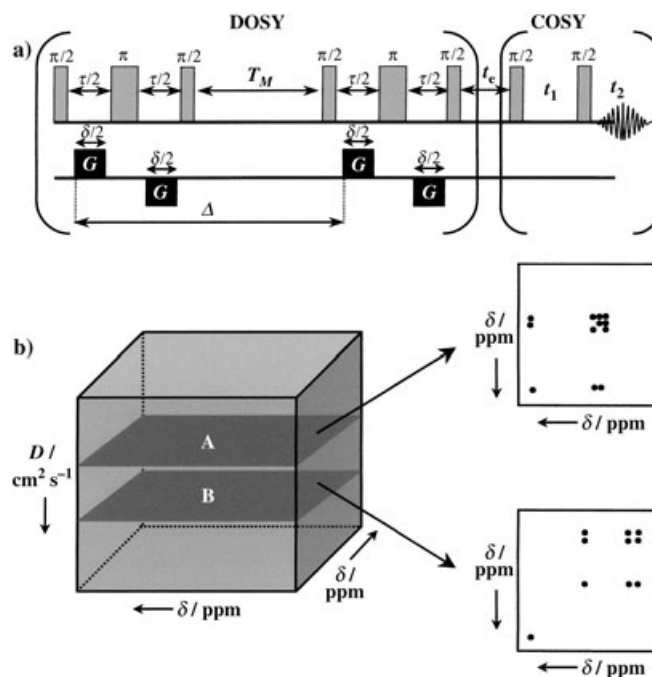 DOSY COSY
a) π/2 π π/2 π/2 π π/2 π/2 π/2
τ/2 τ/2 T_M τ/2 τ/2 t_e t_1 t_2
δ/2 δ/2 δ/2 δ/2
G G G G
Δ
b)
δ /
ppm
A
D /
cm² s⁻¹
B
δ /
ppm
δ / ppm
δ / ppm
δ /
ppm
δ / ppm